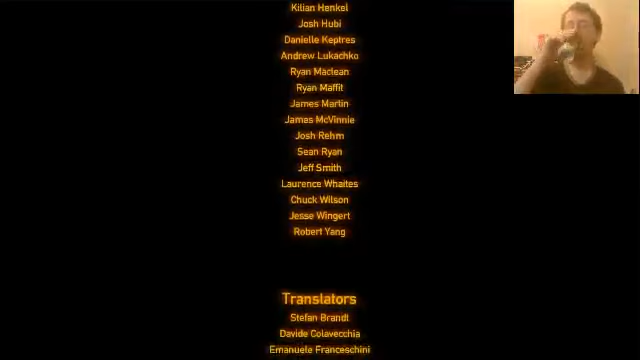 Kilian Henkel
Josh Hubi
Danielle Keptres
Andrew Lukachko
Ryan Maclean
Ryan Maffit
James Martin
James McVinnie
Josh Rehm
Sean Ryan
Jeff Smith
Laurence Whaites
Chuck Wilson
Jesse Wingert
Robert Yang
Translators
Stefan Brandt
Davide Colavecchia
Emanuele Franceschini